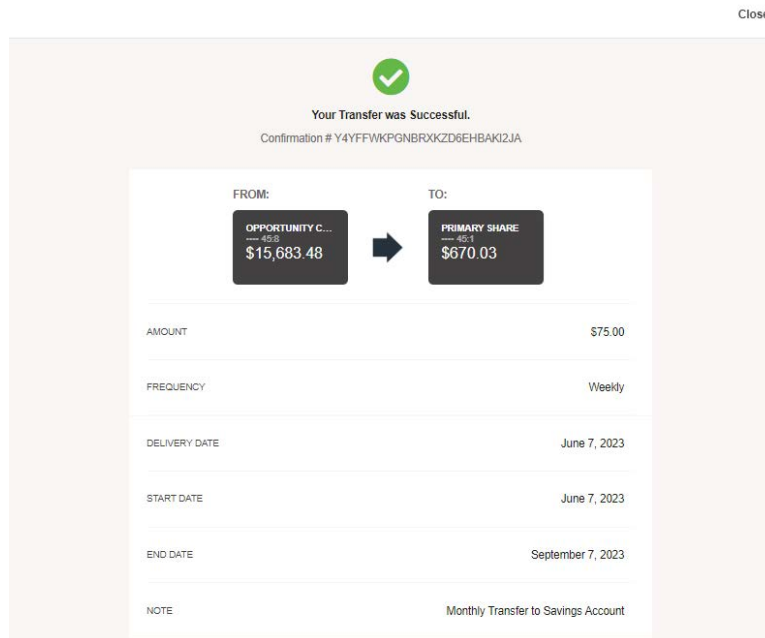 Close
Your Transfer was Successful.
Confirmation # Y4YFFWKPGNBRXKZD6EHBAKI2JA
FROM:
TO:
OPPORTUNITY C...
---- 45:8
$15,683.48
PRIMARY SHARE
---- 45:1
$670.03
AMOUNT
$75.00
FREQUENCY
Weekly
DELIVERY DATE
June 7, 2023
START DATE
June 7, 2023
END DATE
September 7, 2023
NOTE
Monthly Transfer to Savings Account